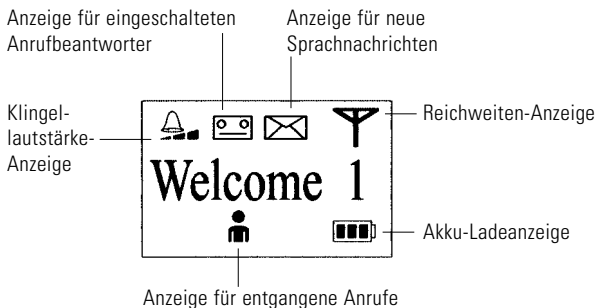 Anzeige für eingeschalteten
Anrufbeantworter
Anzeige für neue
Sprachnachrichten
Klingel-
lautstärke-
Anzeige
Reichweiten-Anzeige
Welcome 1
Akku-Ladeanzeige
Anzeige für entgangene Anrufe